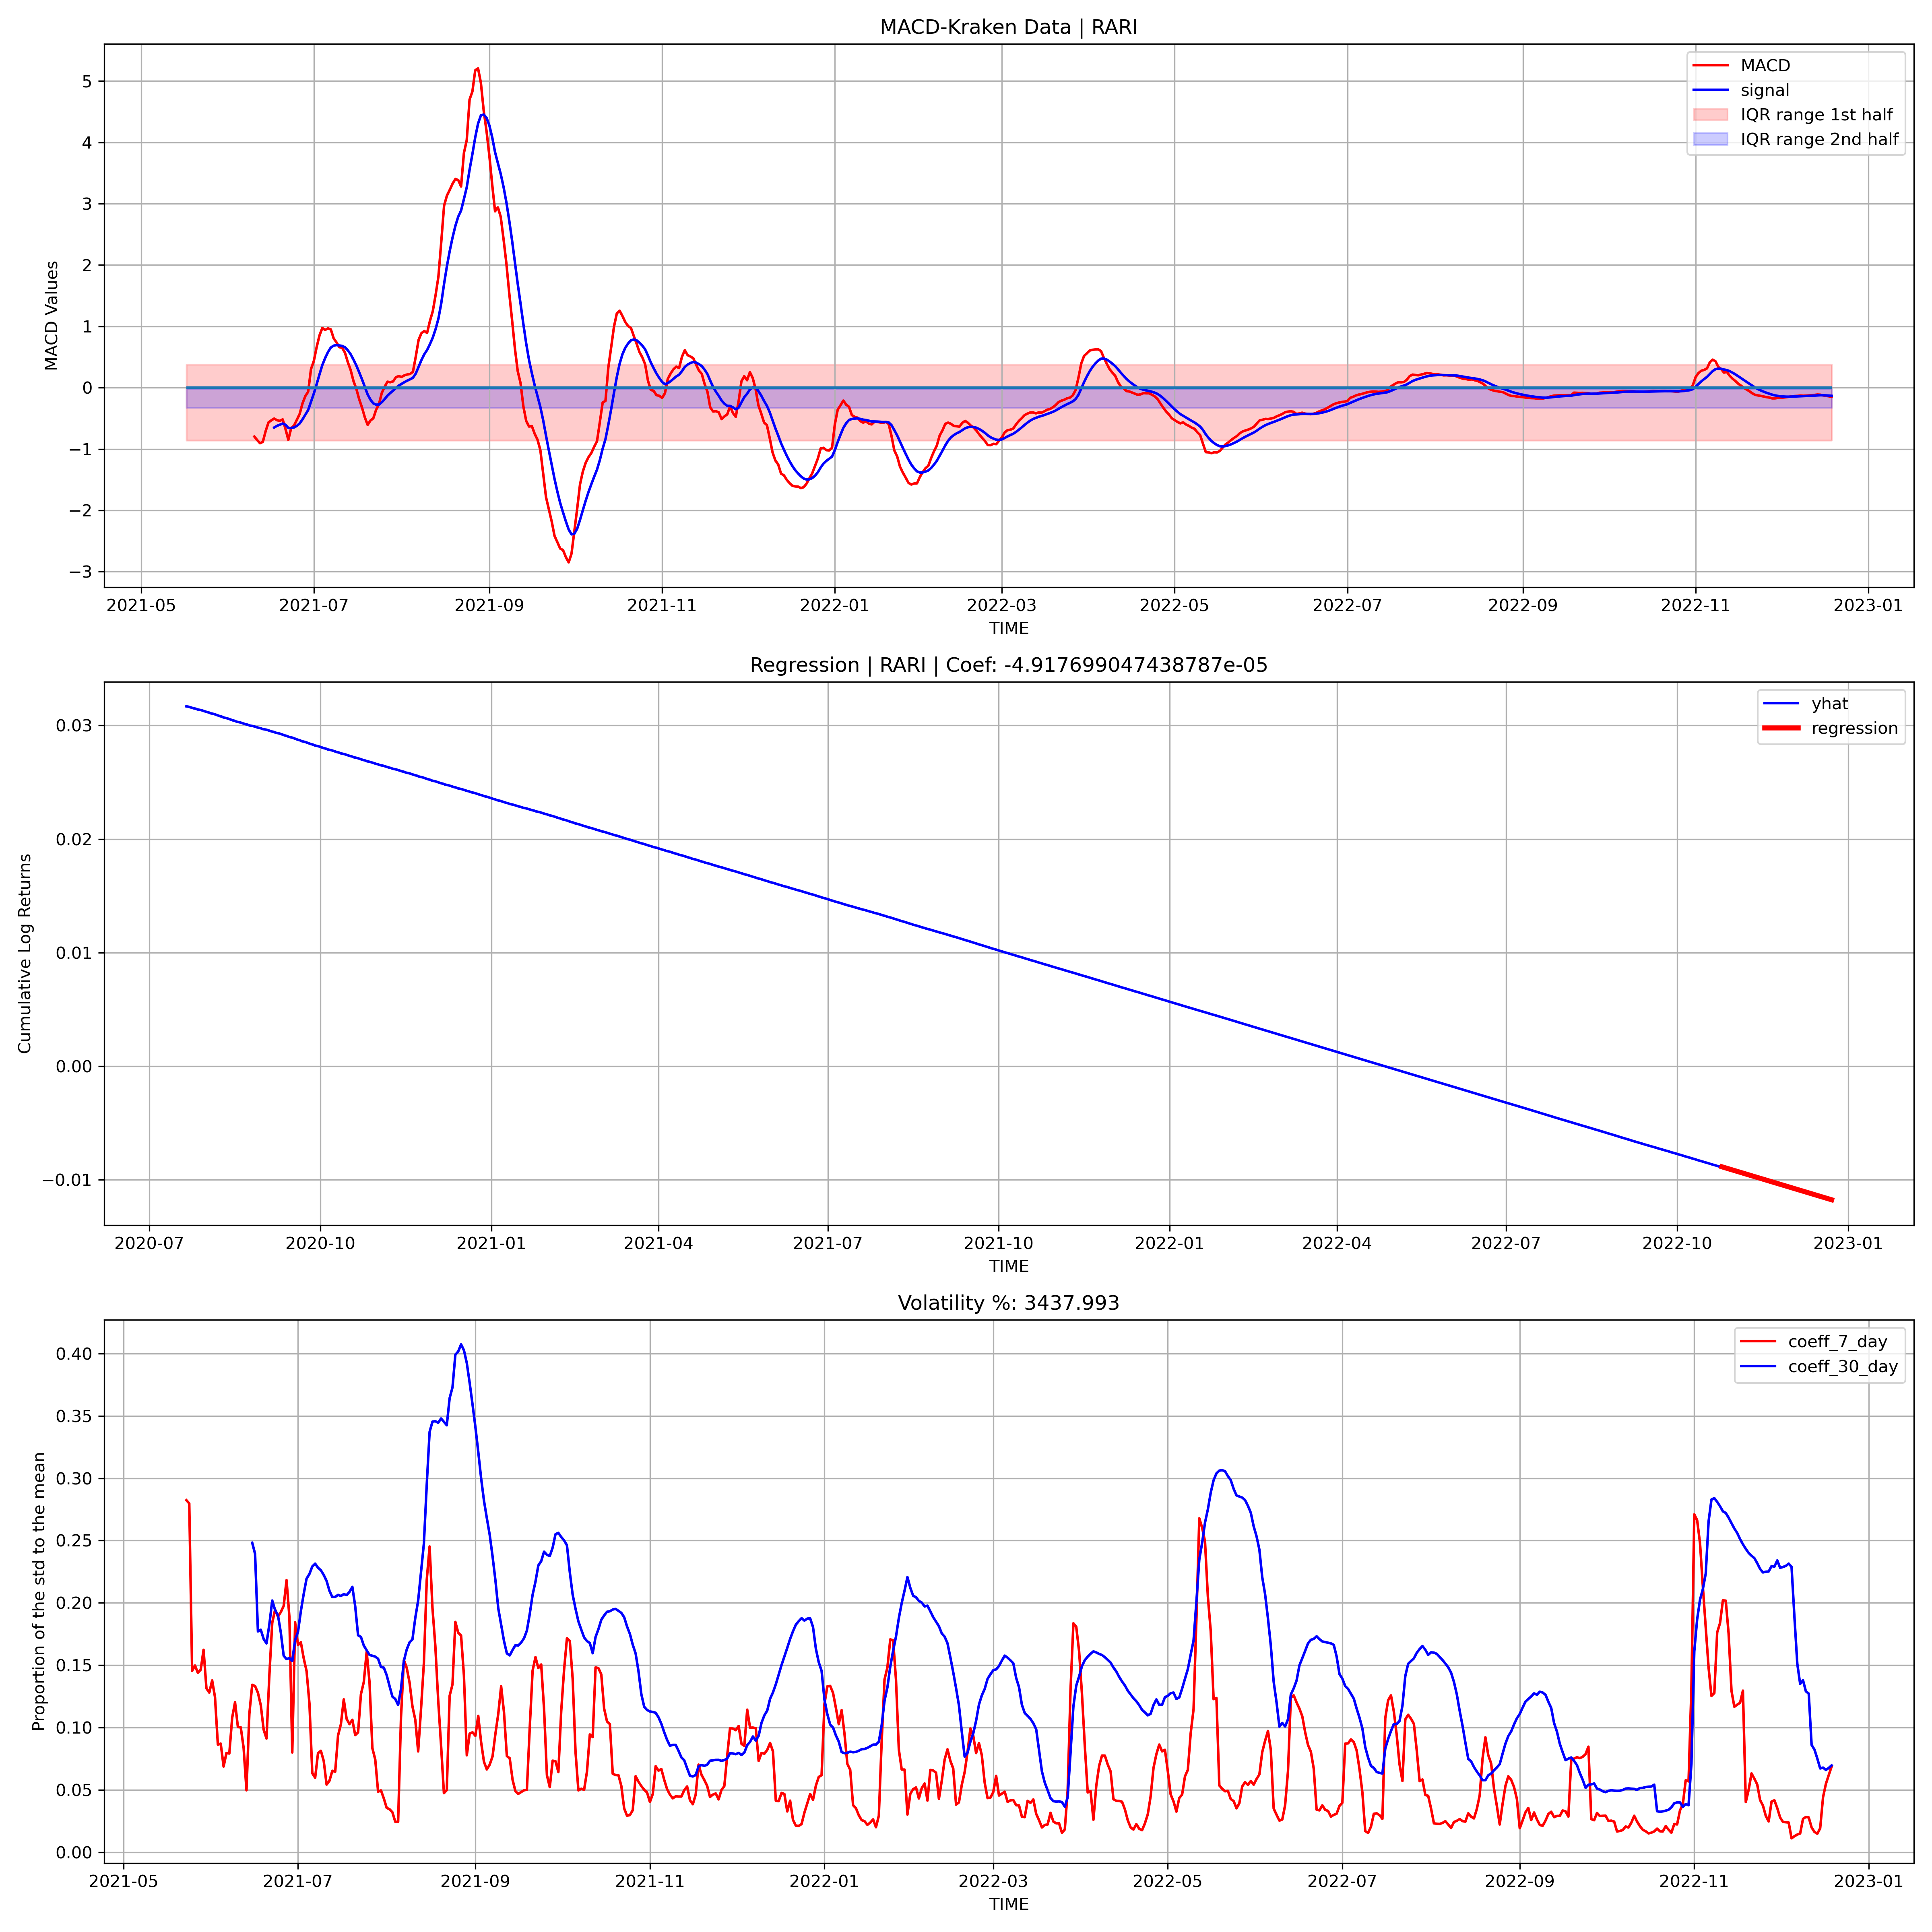 MACD-Kraken Data | RARI
MACD Values
5
4
3
2
1
0
−1
−2
−3
MACD
signal
IQR range 1st half
IQR range 2nd half
2021-05 2021-07 2021-09 2021-11 2022-01 2022-03 2022-05 2022-07 2022-09 2022-11 2023-01
TIME
Regression | RARI | Coef: -4.917699047438787e-05
Cumulative Log Returns
0.03
0.02
0.01
0.00
−0.01
yhat
regression
2020-07 2020-10 2021-01 2021-04 2021-07 2021-10 2022-01 2022-04 2022-07 2022-10 2023-01
TIME
Volatility %: 3437.993
Proportion of the std to the mean
0.40
0.35
0.30
0.25
0.20
0.15
0.10
0.05
0.00
coeff_7_day
coeff_30_day
2021-05 2021-07 2021-09 2021-11 2022-01 2022-03 2022-05 2022-07 2022-09 2022-11 2023-01
TIME